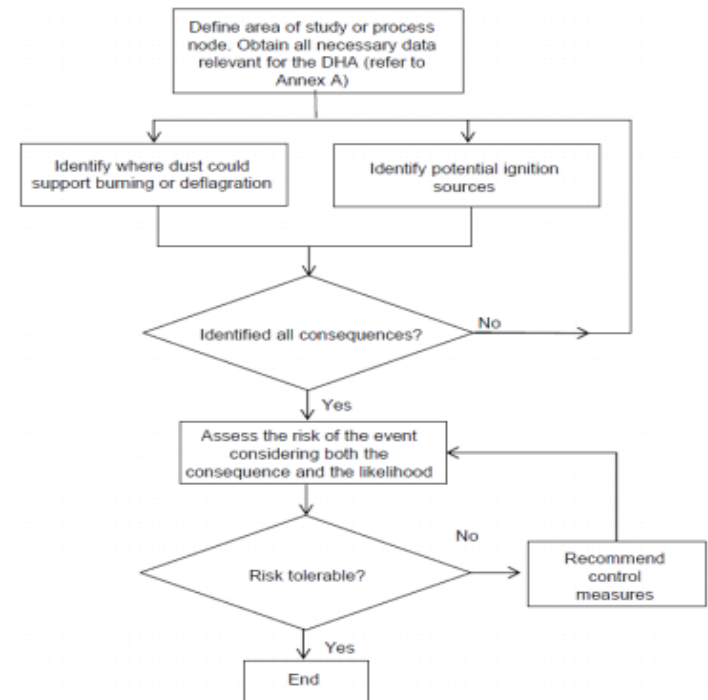 Define area of study or process
node. Obtain all necessary data
relevant for the DHA (refer to
Annex A)
Identify where dust could
support burning or deflagration
Identify potential ignition
sources
Identified all consequences?
No
Yes
Assess the risk of the event
considering both the
consequence and the likelihood
No
Risk tolerable?
Recommend
control
measures
Yes
End